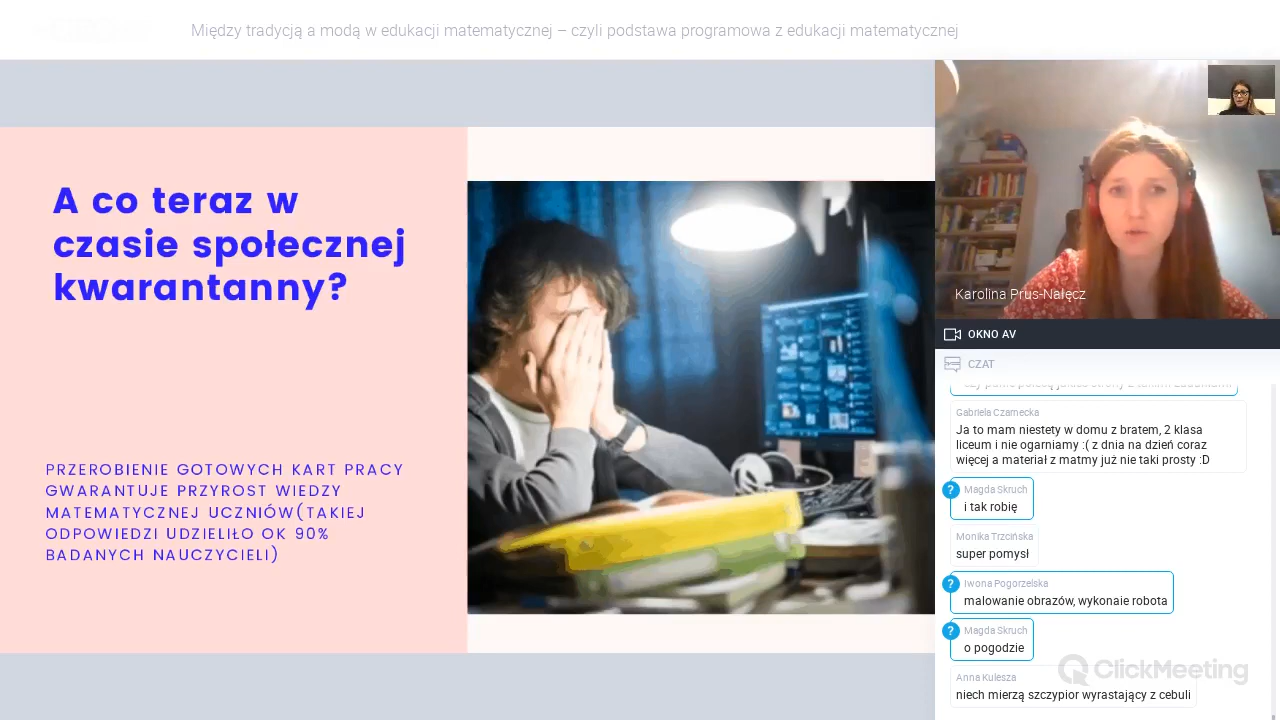 Między tradycją a modą w edukacji matematycznej – czyli podstawa programowa z edukacji matematycznej
A co teraz w
czasie społecznej
kwarantanny?
PRZEROBIENIE GOTOWYCH KART PRACY
GWARANTUJE PRZYROST WIEDZY
MATEMATYCZNEJ UCZNIÓW(TAKIEJ
ODPOWIEDZI UDZIELIŁO OK 90%
BADANYCH NAUCZYCIELI)
Karolina Prus-Nałęcz
OKNO AV
CZAT
Gabriela Czarnecka
Ja to mam niestety w domu z bratem, 2 klasa
liceum i nie ogarniamy :( z dnia na dzień coraz
więcej a materiał z matmy już nie taki prosty :D
?
Magda Skruch
i tak robię
Monika Trzcińska
super pomysł
?
Iwona Pogorzelska
malowanie obrazów, wykonaie robota
?
Magda Skruch
o pogodzie
Anna Kulesza
niech mierzą szczypior wyrastający z cebuli
ClickMeeting